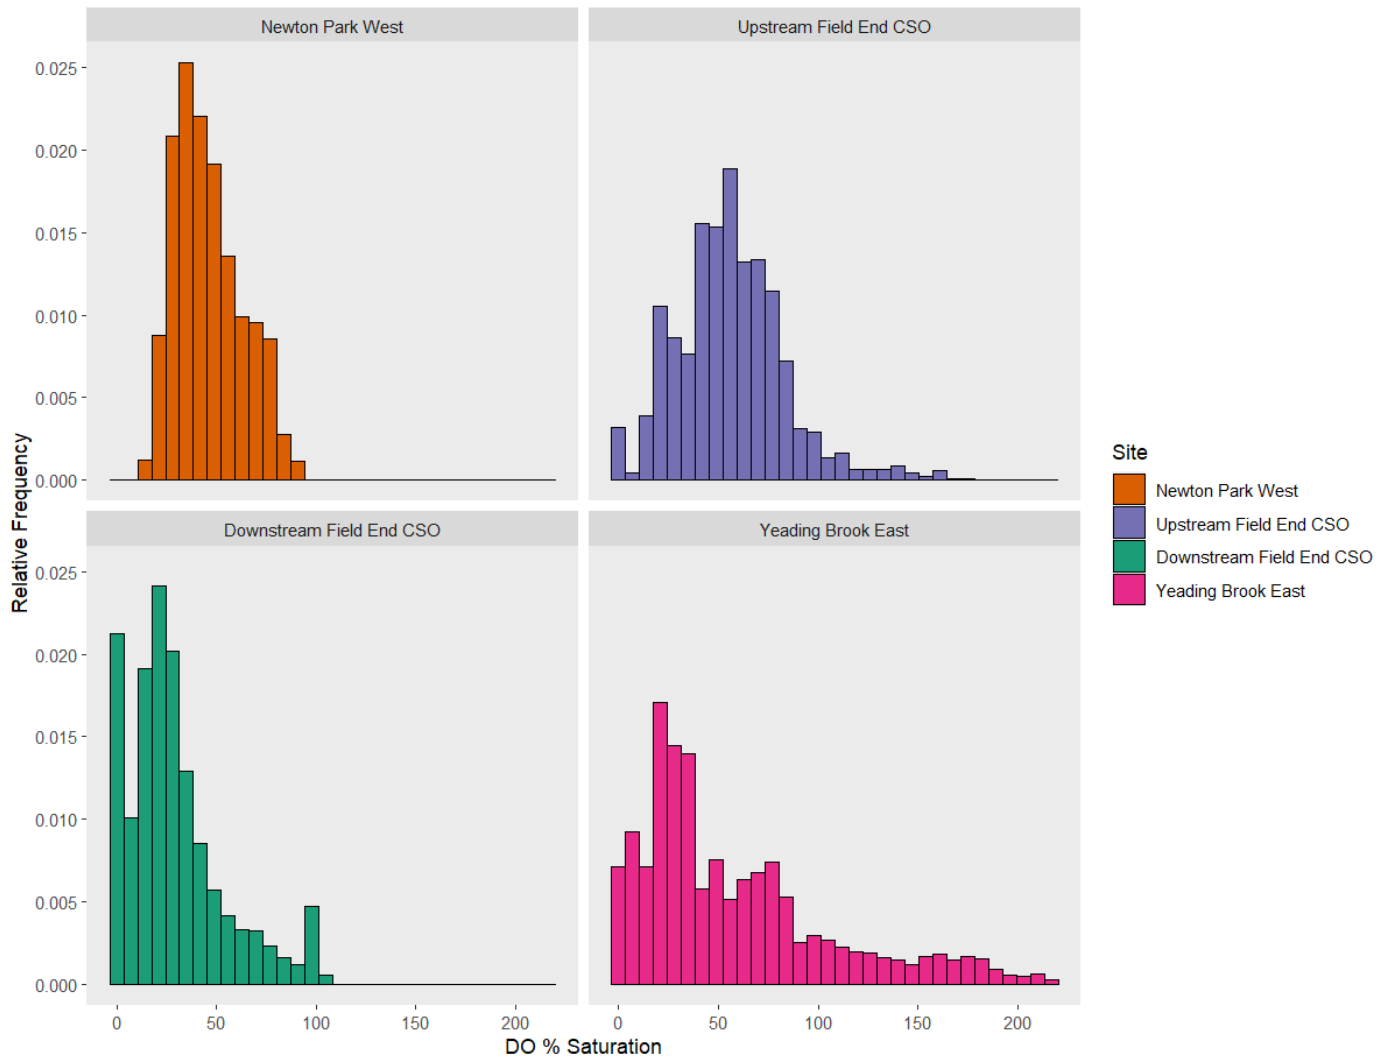 Newton Park West
Upstream Field End CSO
0.025
0.020
0.015
0.010
0.005
0.000
Downstream Field End CSO
Yeading Brook East
0.025
0.020
0.015
0.010
0.005
0.000
Relative Frequency
0 50 100 150 200
0 50 100 150 200
DO % Saturation
Site
Newton Park West
Upstream Field End CSO
Downstream Field End CSO
Yeading Brook East